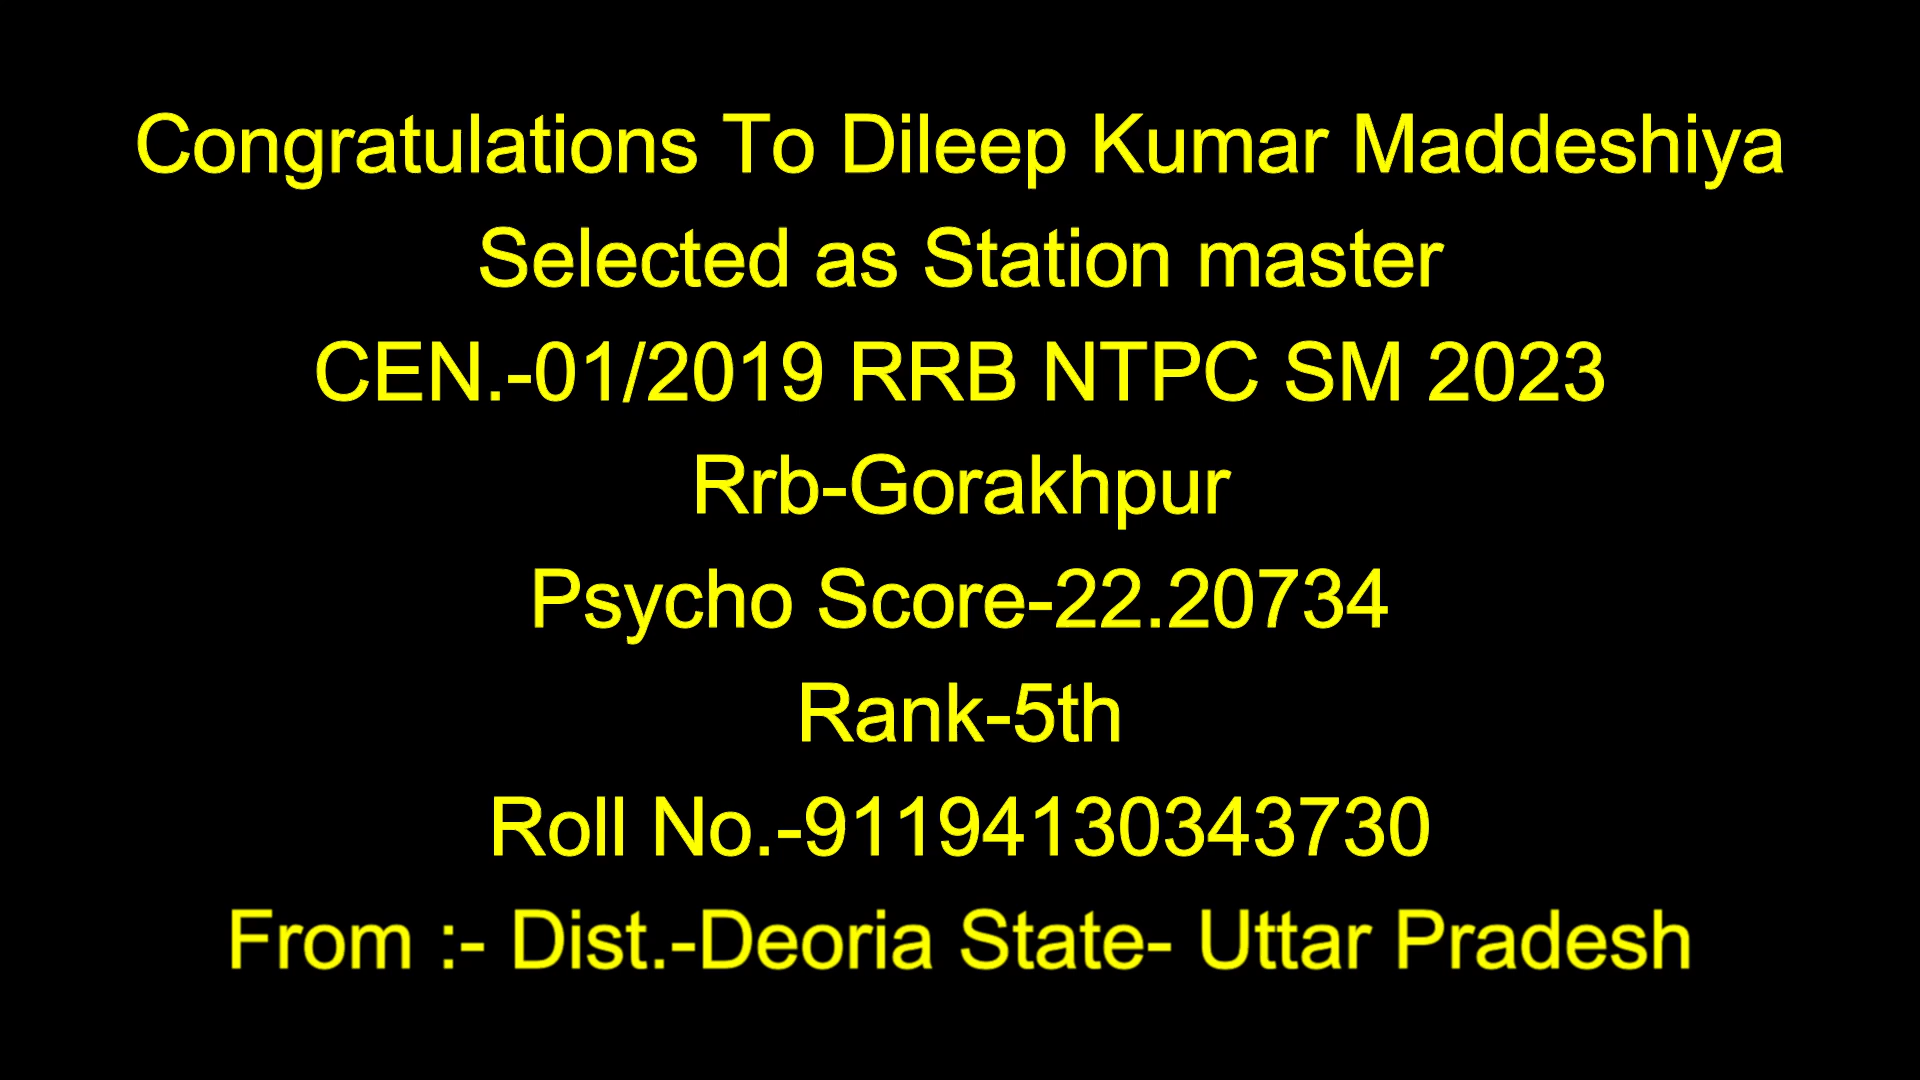 Congratulations To Dileep Kumar Maddeshiya
Selected as Station master
CEN.-01/2019 RRB NTPC SM 2023
Rrb-Gorakhpur
Psycho Score-22.20734
Rank-5th
Roll No.-91194130343730
From :- Dist.-Deoria State- Uttar Pradesh